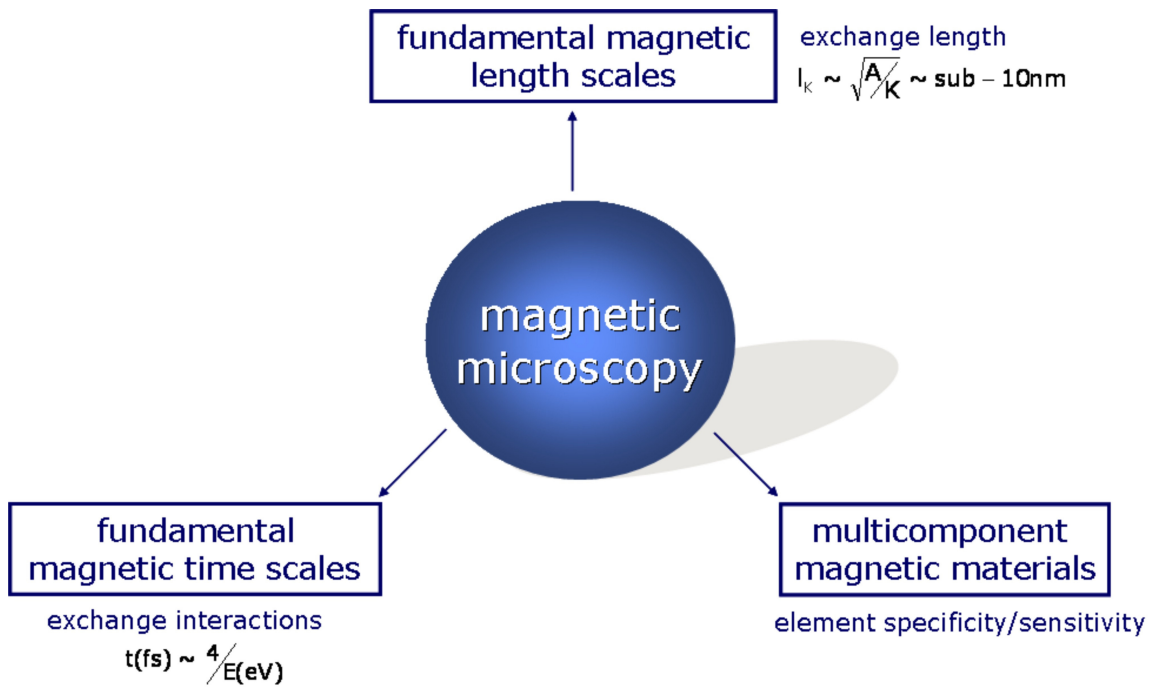 fundamental magnetic
length scales
exchange length
lK ~ √A/K ~ sub – 10nm
magnetic
microscopy
fundamental
magnetic time scales
exchange interactions
t(fs) ~ 4/E(eV)
multicomponent
magnetic materials
element specificity/sensitivity